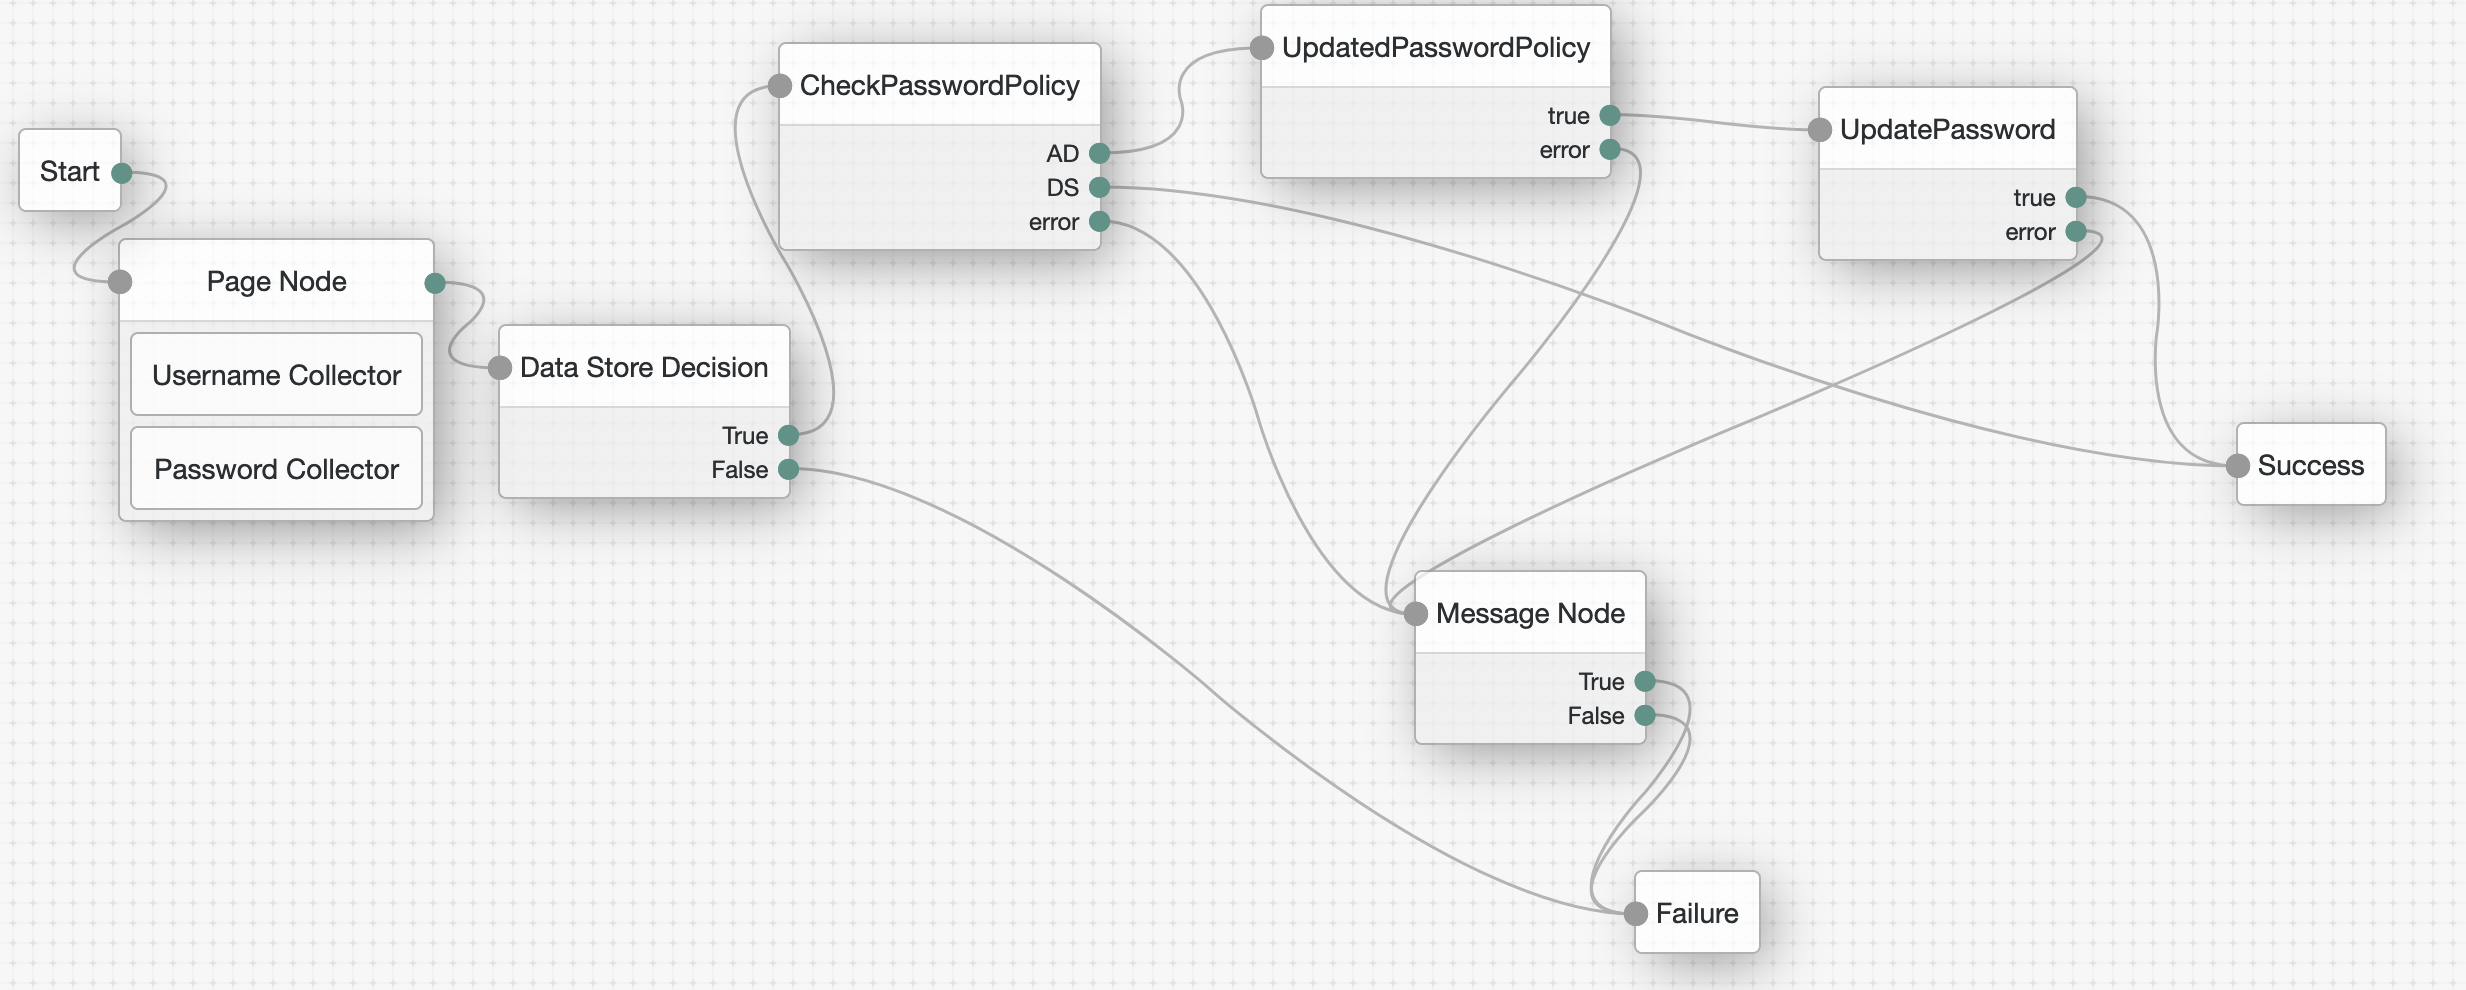 Start
Page Node
Username Collector
Password Collector
Data Store Decision
True
False
CheckPasswordPolicy
AD
DS
error
UpdatedPasswordPolicy
true
error
UpdatePassword
true
error
Success
Message Node
True
False
Failure